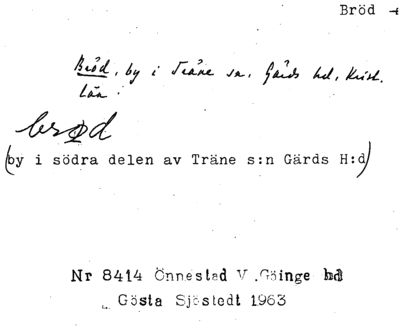 Bröd
Bröd, by i Träne sn, Gärds hd, Krist.
län.
brød
(by i södra delen av Träne s:n Gärds H:d)
Nr 8414 Önnestad V .Göinge hd
Gösta Sjöstedt 1963